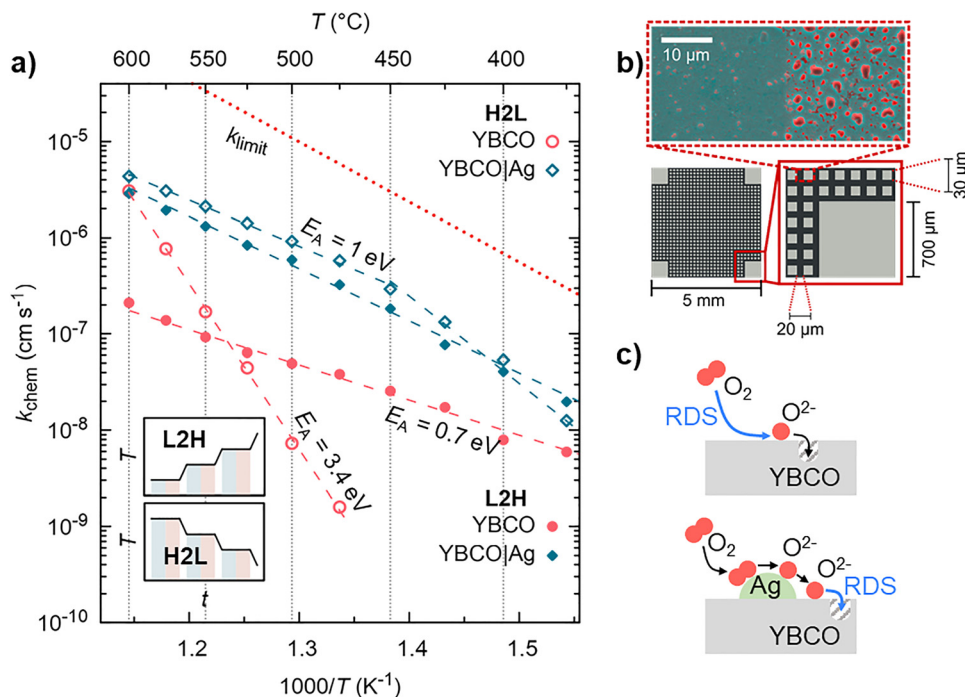 T (°C)
a)
600
550
500
450
400
10⁻⁵
10⁻⁶
10⁻⁷
10⁻⁸
10⁻⁹
10⁻¹⁰
k_chem (cm s⁻¹)
k_limit
H2L
YBCO
YBCO|Ag
E_A = 1 eV
E_A = 0.7 eV
E_A = 3.4 eV
L2H
YBCO
YBCO|Ag
T
L2H
T
H2L
t
1.2
1.3
1.4
1.5
1000/T (K⁻¹)
b)
10 µm
30 µm
700 µm
5 mm
20 µm
c)
O₂
RDS
O²⁻
YBCO
O₂
O²⁻
O²⁻
Ag
RDS
YBCO